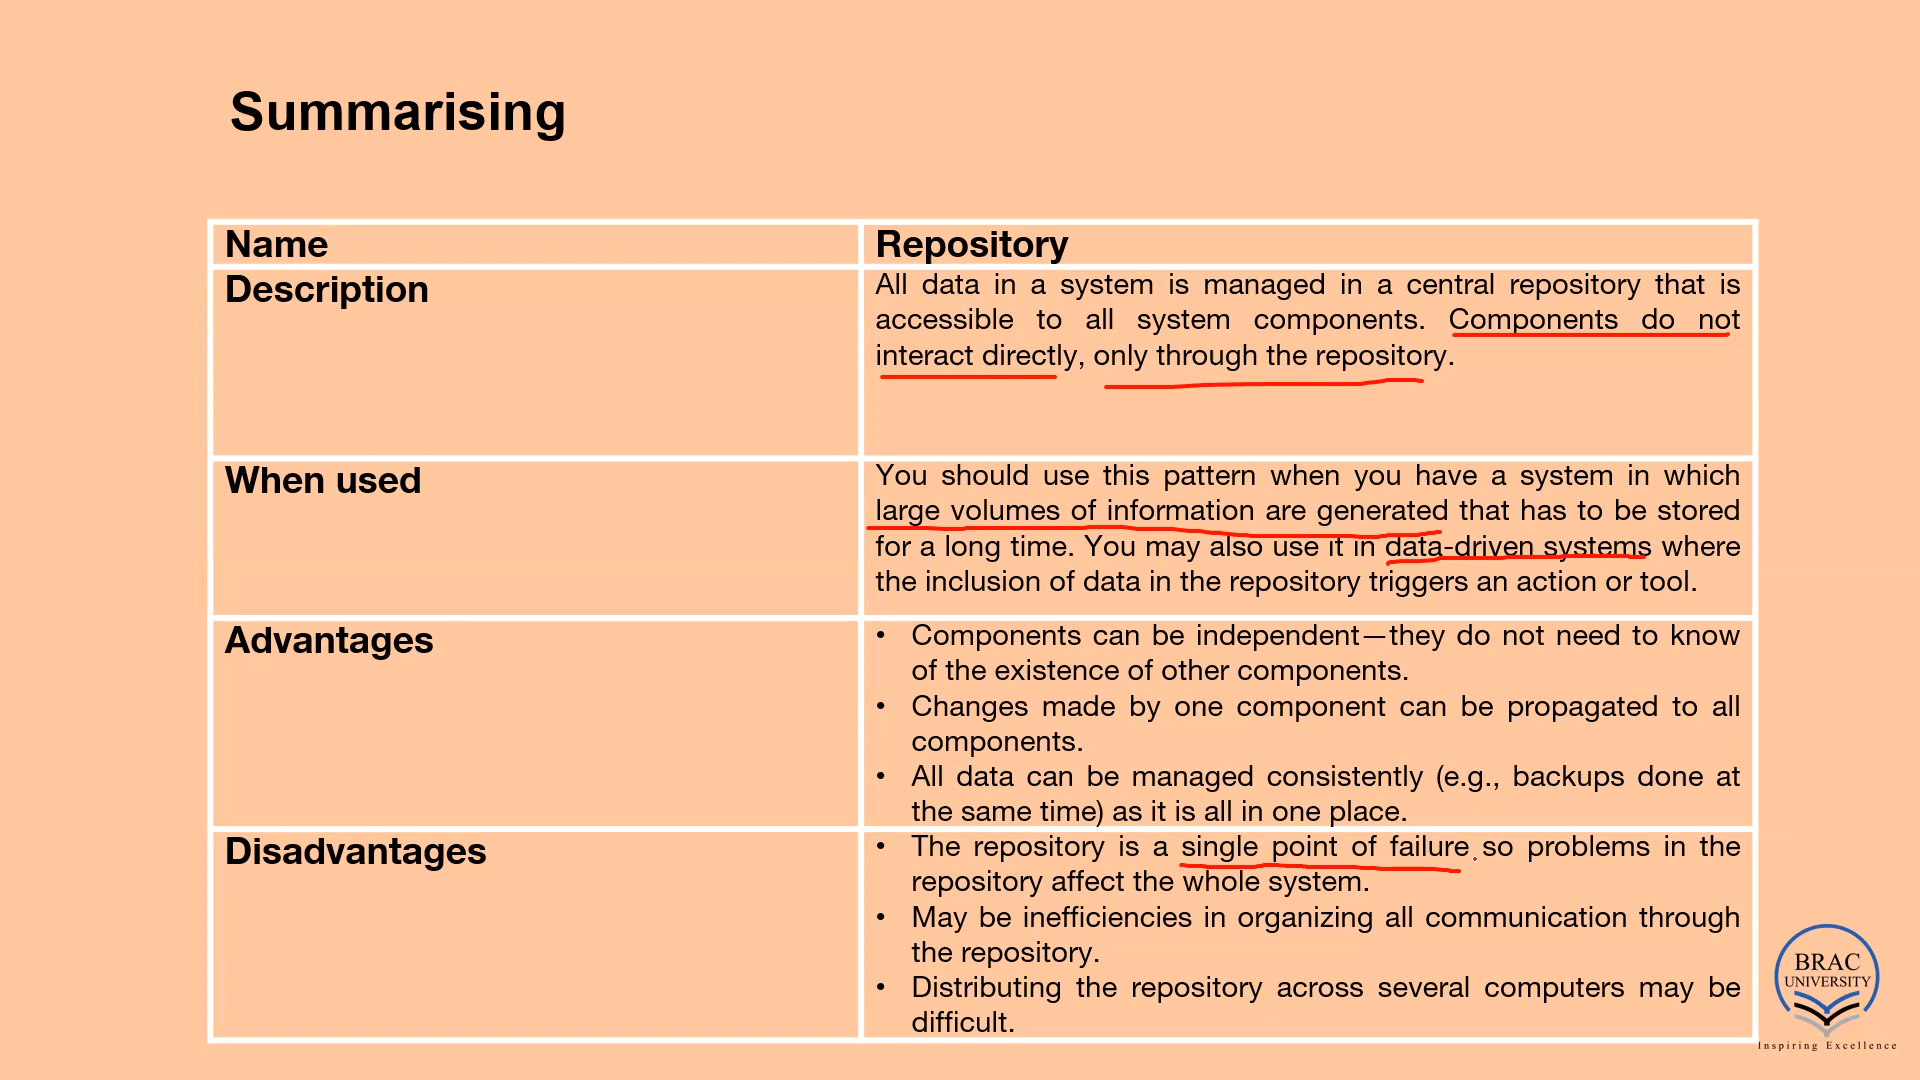 Summarising
Name
Repository
Description
All data in a system is managed in a central repository that is
accessible to all system components. Components do not
interact directly, only through the repository.
When used
You should use this pattern when you have a system in which
large volumes of information are generated that has to be stored
for a long time. You may also use it in data-driven systems where
the inclusion of data in the repository triggers an action or tool.
Advantages
• Components can be independent—they do not need to know
of the existence of other components.
• Changes made by one component can be propagated to all
components.
• All data can be managed consistently (e.g., backups done at
the same time) as it is all in one place.
Disadvantages
• The repository is a single point of failure so problems in the
repository affect the whole system.
• May be inefficiencies in organizing all communication through
the repository.
• Distributing the repository across several computers may be
difficult.
BRAC
UNIVERSITY
Inspiring Excellence